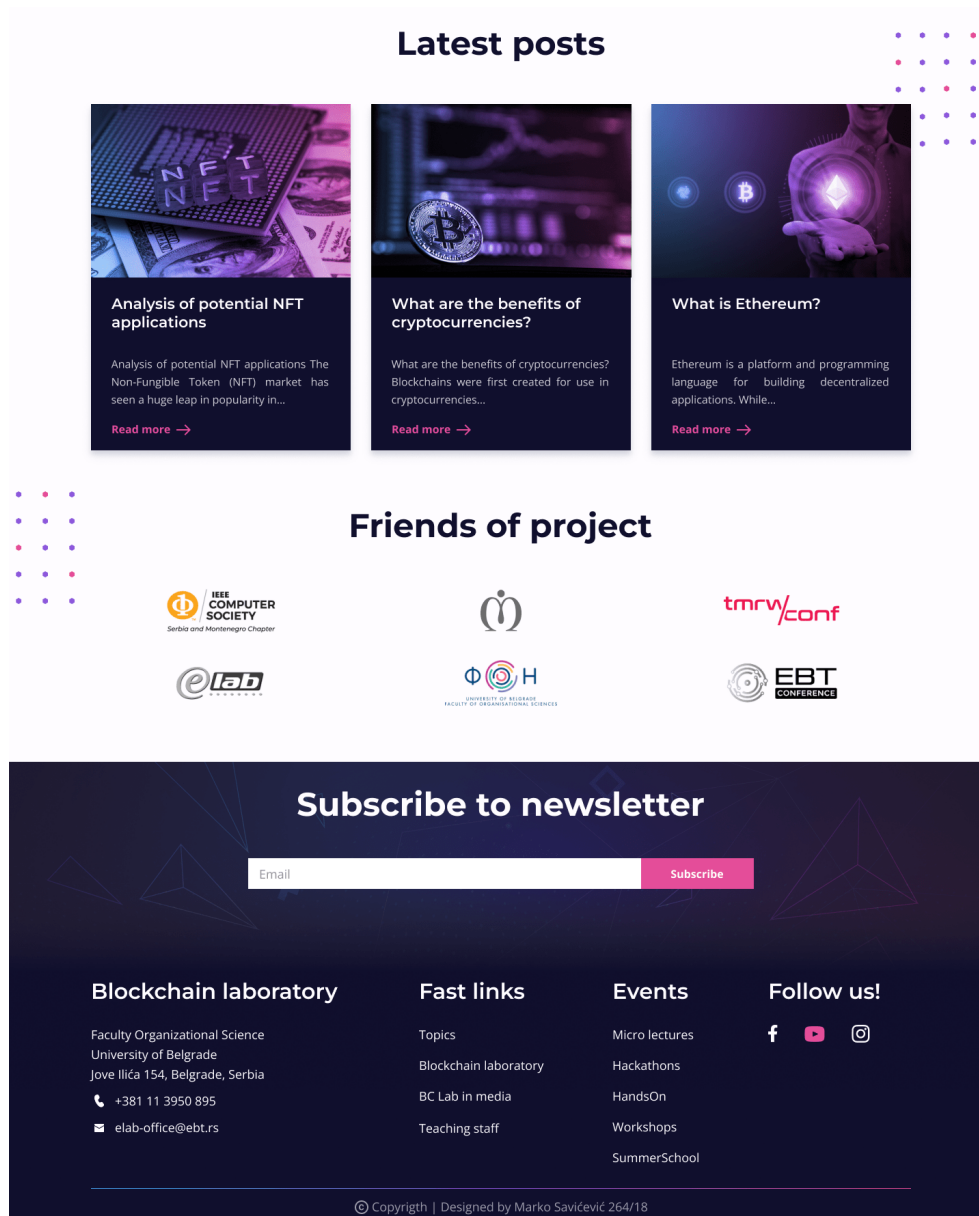 Latest posts
NFT
NFT
Analysis of potential NFT
applications
Analysis of potential NFT applications The
Non-Fungible Token (NFT) market has
seen a huge leap in popularity in...
Read more
What are the benefits of
cryptocurrencies?
What are the benefits of cryptocurrencies?
Blockchains were first created for use in
cryptocurrencies...
Read more
What is Ethereum?
Ethereum is a platform and programming
language for building decentralized
applications. While...
Read more
Friends of project
IEEE
COMPUTER
SOCIETY
Serbia and Montenegro Chapter
tmrw/conf
elab
Ф Н
UNIVERSITY OF BELGRADE
FACULTY OF ORGANISATIONAL SCIENCES
EBT
CONFERENCE
Subscribe to newsletter
Email
Subscribe
Blockchain laboratory
Faculty Organizational Science
University of Belgrade
Jove Ilića 154, Belgrade, Serbia
+381 11 3950 895
elab-office@ebt.rs
Fast links
Topics
Blockchain laboratory
BC Lab in media
Teaching staff
Events
Micro lectures
Hackathons
HandsOn
Workshops
SummerSchool
Follow us!
© Copyrigth | Designed by Marko Savićević 264/18